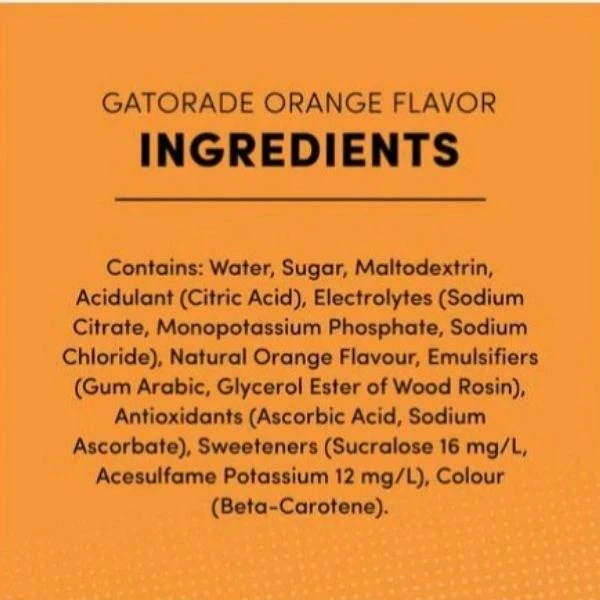 GATORADE ORANGE FLAVOR
INGREDIENTS
Contains: Water, Sugar, Maltodextrin,
Acidulant (Citric Acid), Electrolytes (Sodium
Citrate, Monopotassium Phosphate, Sodium
Chloride), Natural Orange Flavour, Emulsifiers
(Gum Arabic, Glycerol Ester of Wood Rosin),
Antioxidants (Ascorbic Acid, Sodium
Ascorbate), Sweeteners (Sucralose 16 mg/L,
Acesulfame Potassium 12 mg/L), Colour
(Beta-Carotene).